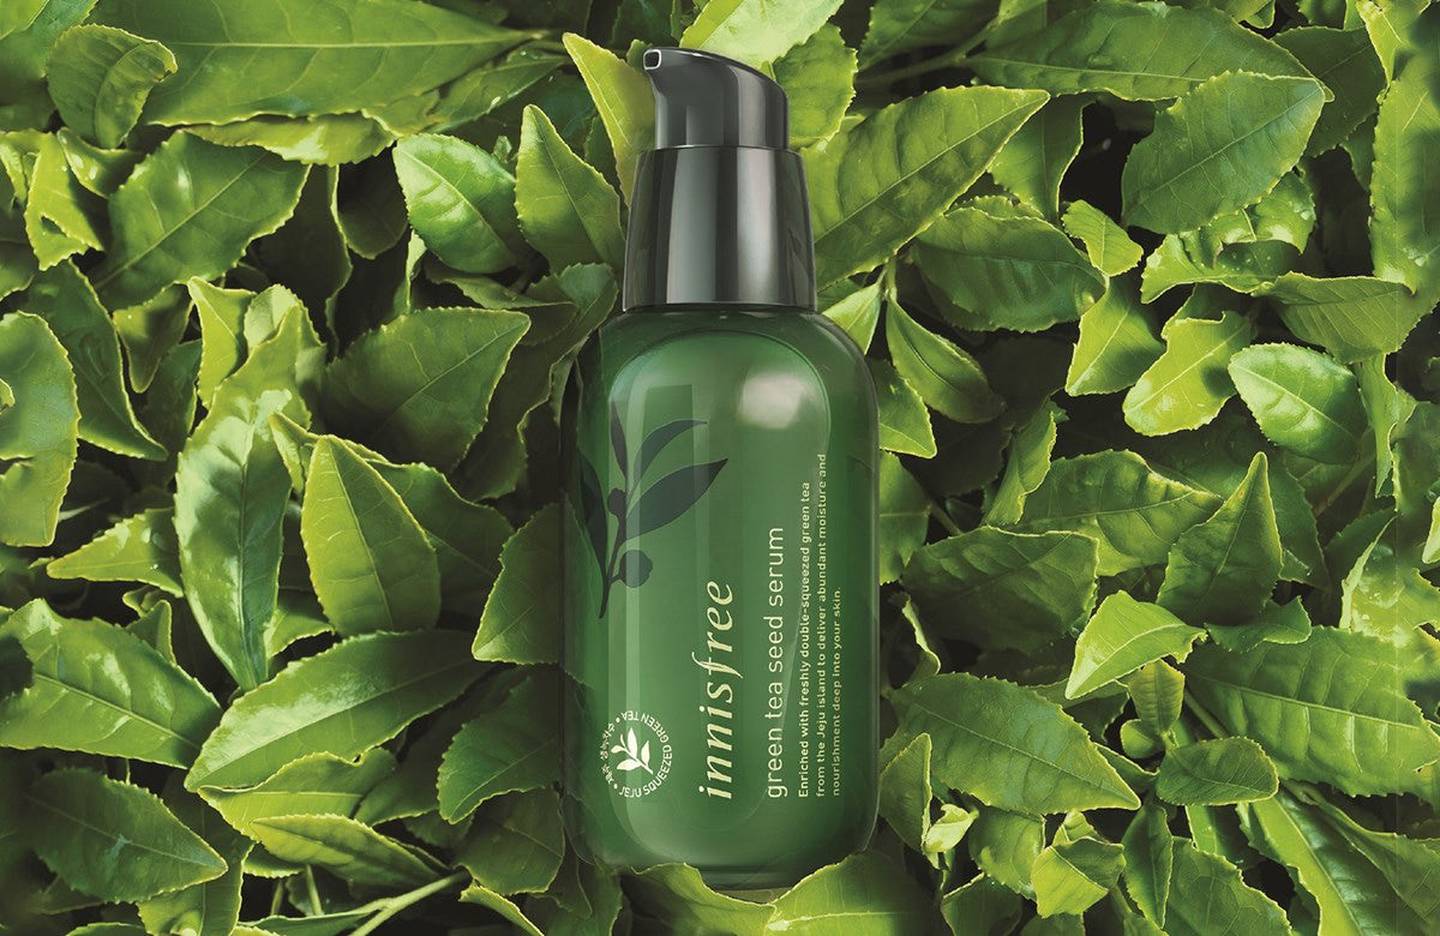 innisfree
green tea seed serum
Enriched with freshly double-squeezed green tea
from the Jeju island to deliver abundant moisture and
nourishment deep into your skin.
JEJU SQUEEZED GREEN TEA